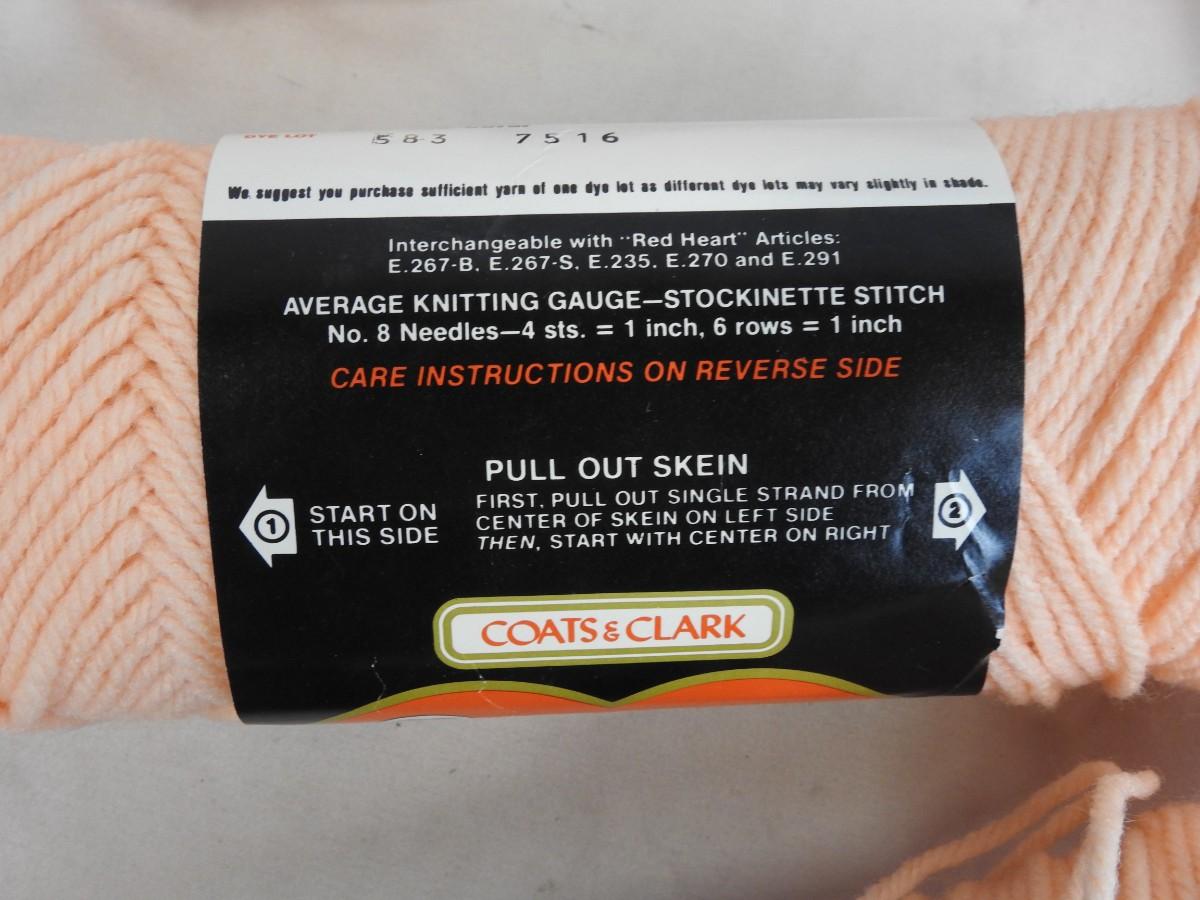 DYE LOT 583 7516
We suggest you purchase sufficient yarn of one dye lot as different dye lots may vary slightly in shade.
Interchangeable with "Red Heart" Articles:
E.267-B, E.267-S, E.235, E.270 and E.291
AVERAGE KNITTING GAUGE—STOCKINETTE STITCH
No. 8 Needles—4 sts. = 1 inch, 6 rows = 1 inch
CARE INSTRUCTIONS ON REVERSE SIDE
1
START ON
THIS SIDE
PULL OUT SKEIN
FIRST, PULL OUT SINGLE STRAND FROM
CENTER OF SKEIN ON LEFT SIDE
THEN, START WITH CENTER ON RIGHT
2
COATS & CLARK